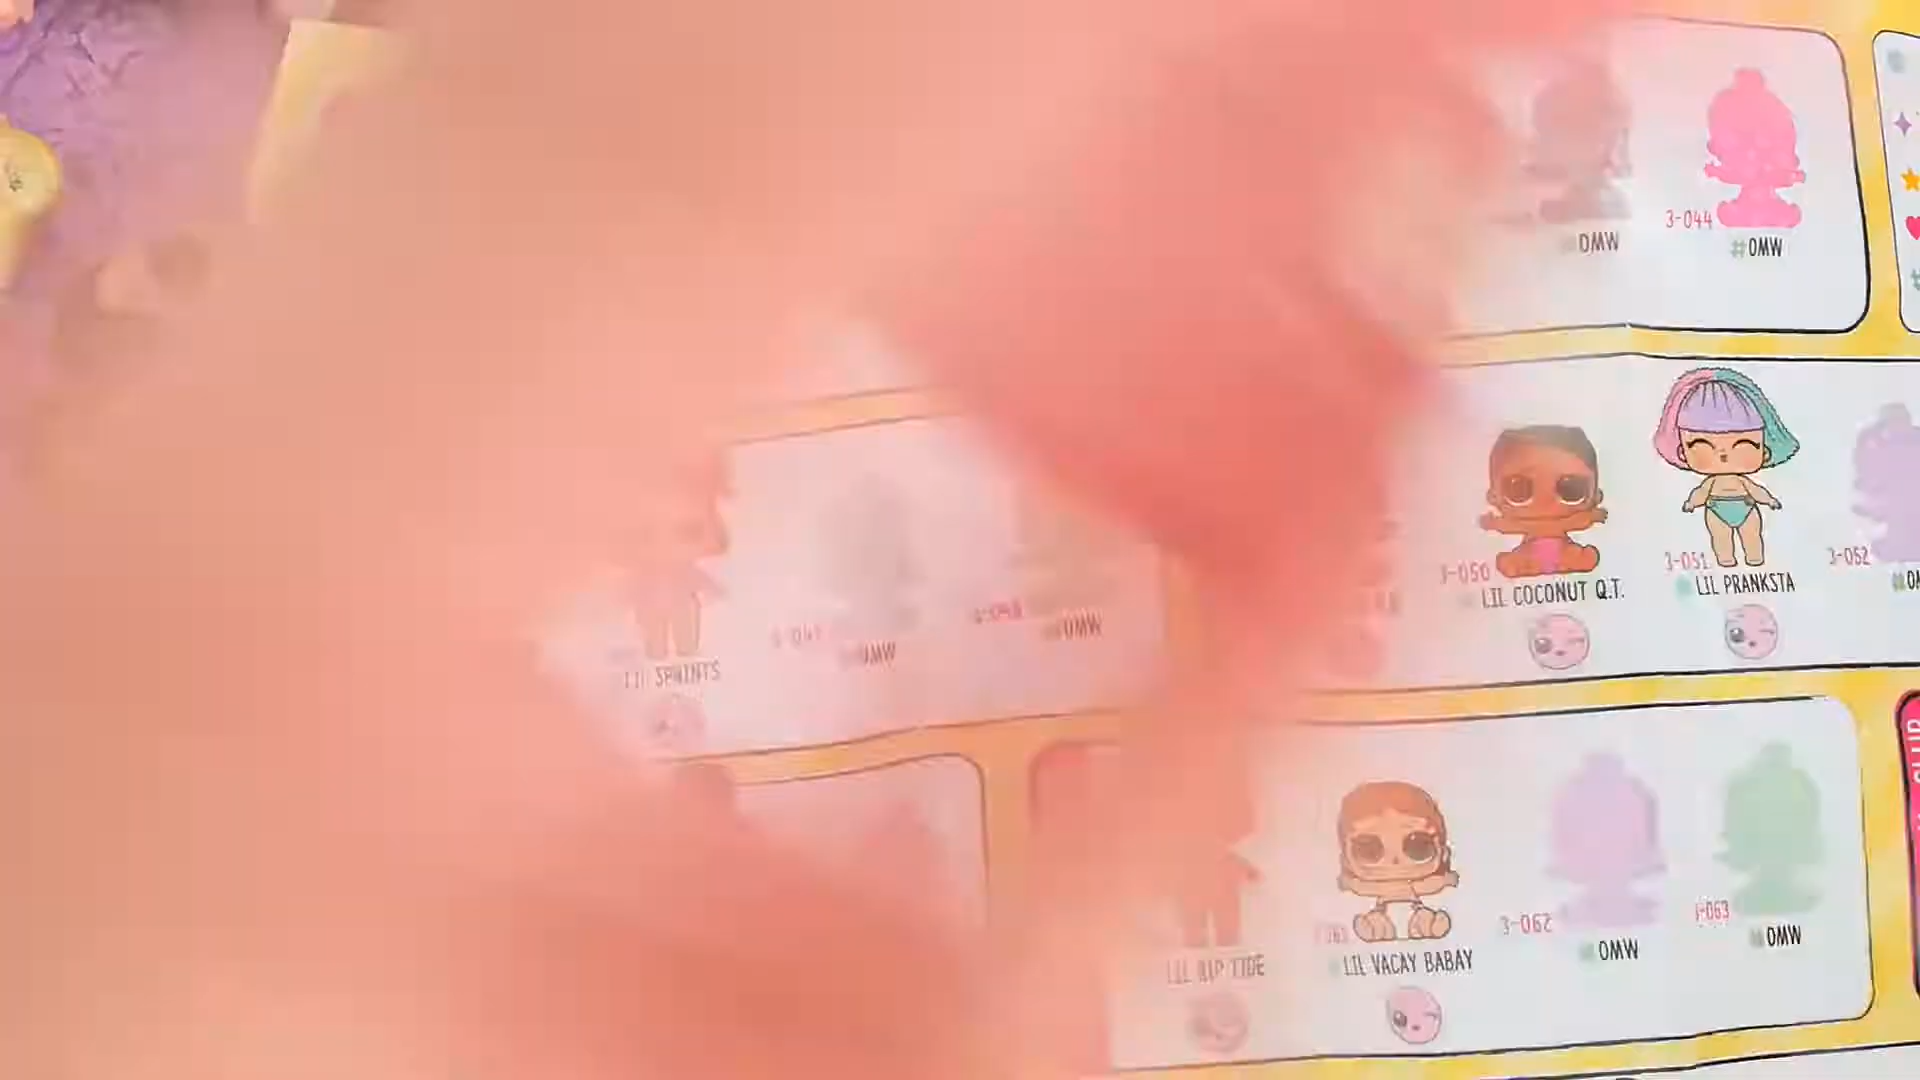 3-044
OMW
#OMW
3-050
LIL COCONUT Q.T.
3-051
LIL PRANKSTA
3-052
LIL SPRINTS
OMW
OMW
LIL RIP TIDE
LIL VACAY BABAY
3-062
OMW
3-063
OMW